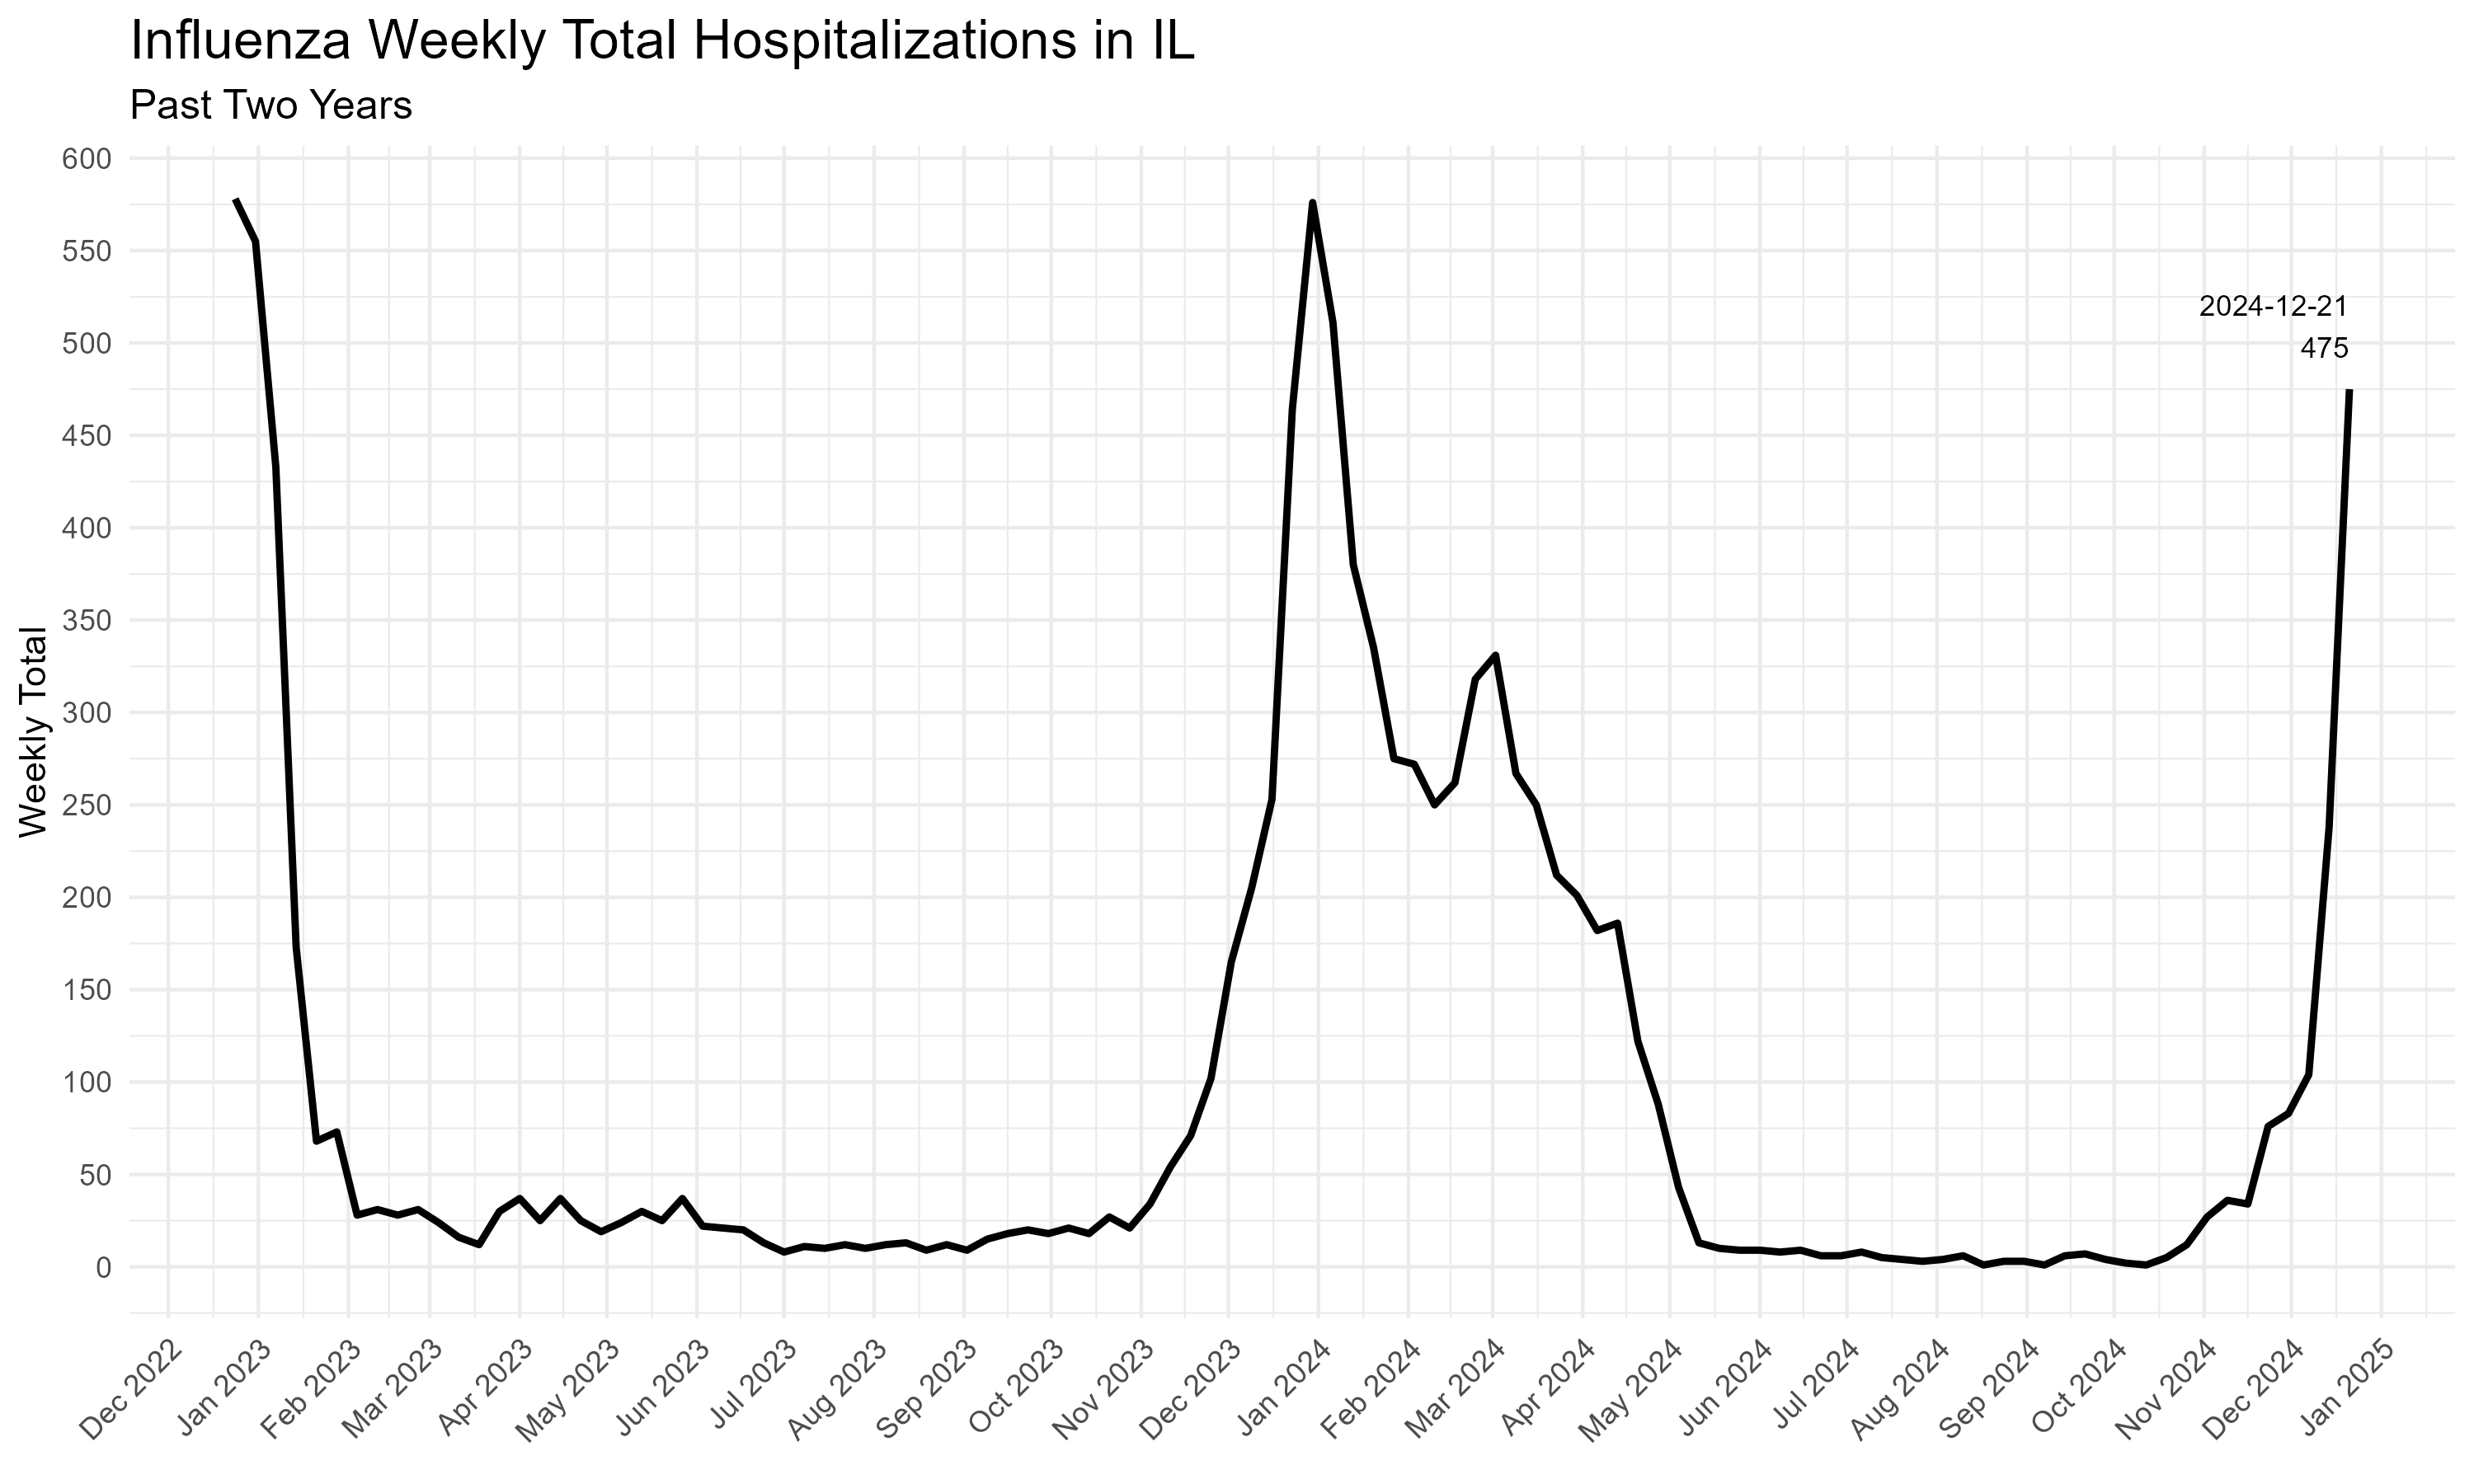 Influenza Weekly Total Hospitalizations in IL
Past Two Years
600
550
500
450
400
350
300
250
200
150
100
50
0
Weekly Total
2024-12-21
475
Dec 2022
Jan 2023
Feb 2023
Mar 2023
Apr 2023
May 2023
Jun 2023
Jul 2023
Aug 2023
Sep 2023
Oct 2023
Nov 2023
Dec 2023
Jan 2024
Feb 2024
Mar 2024
Apr 2024
May 2024
Jun 2024
Jul 2024
Aug 2024
Sep 2024
Oct 2024
Nov 2024
Dec 2024
Jan 2025